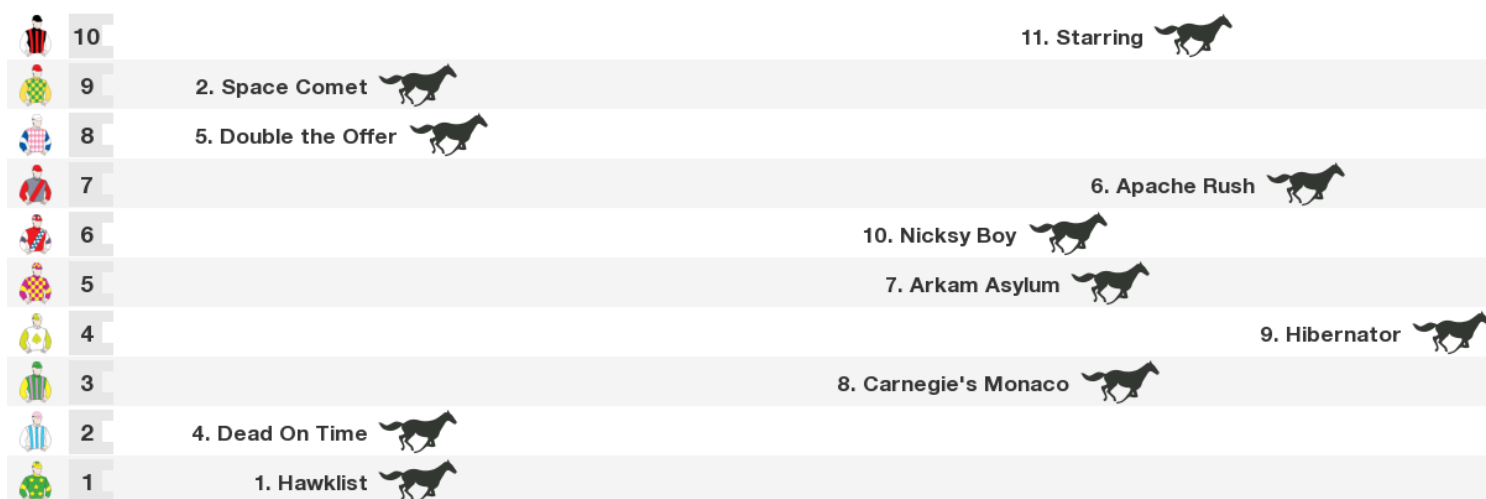 10 11. Starring
9 2. Space Comet
8 5. Double the Offer
7 6. Apache Rush
6 10. Nicksy Boy
5 7. Arkam Asylum
4 9. Hibernator
3 8. Carnegie's Monaco
2 4. Dead On Time
1 1. Hawklist